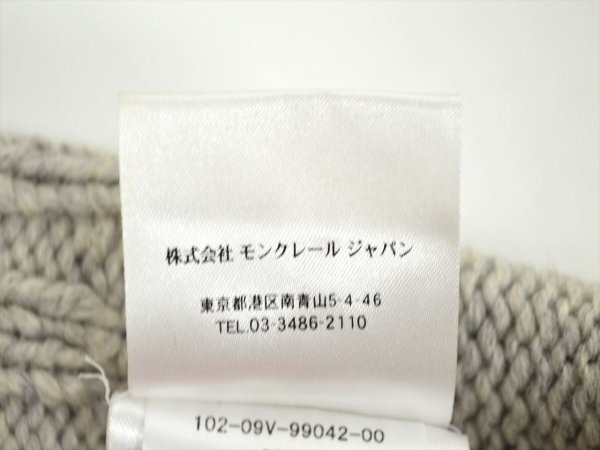 株式会社 モンクレール ジャパン
東京都港区南青山5-4-46
TEL.03-3486-2110
102-09V-99042-00